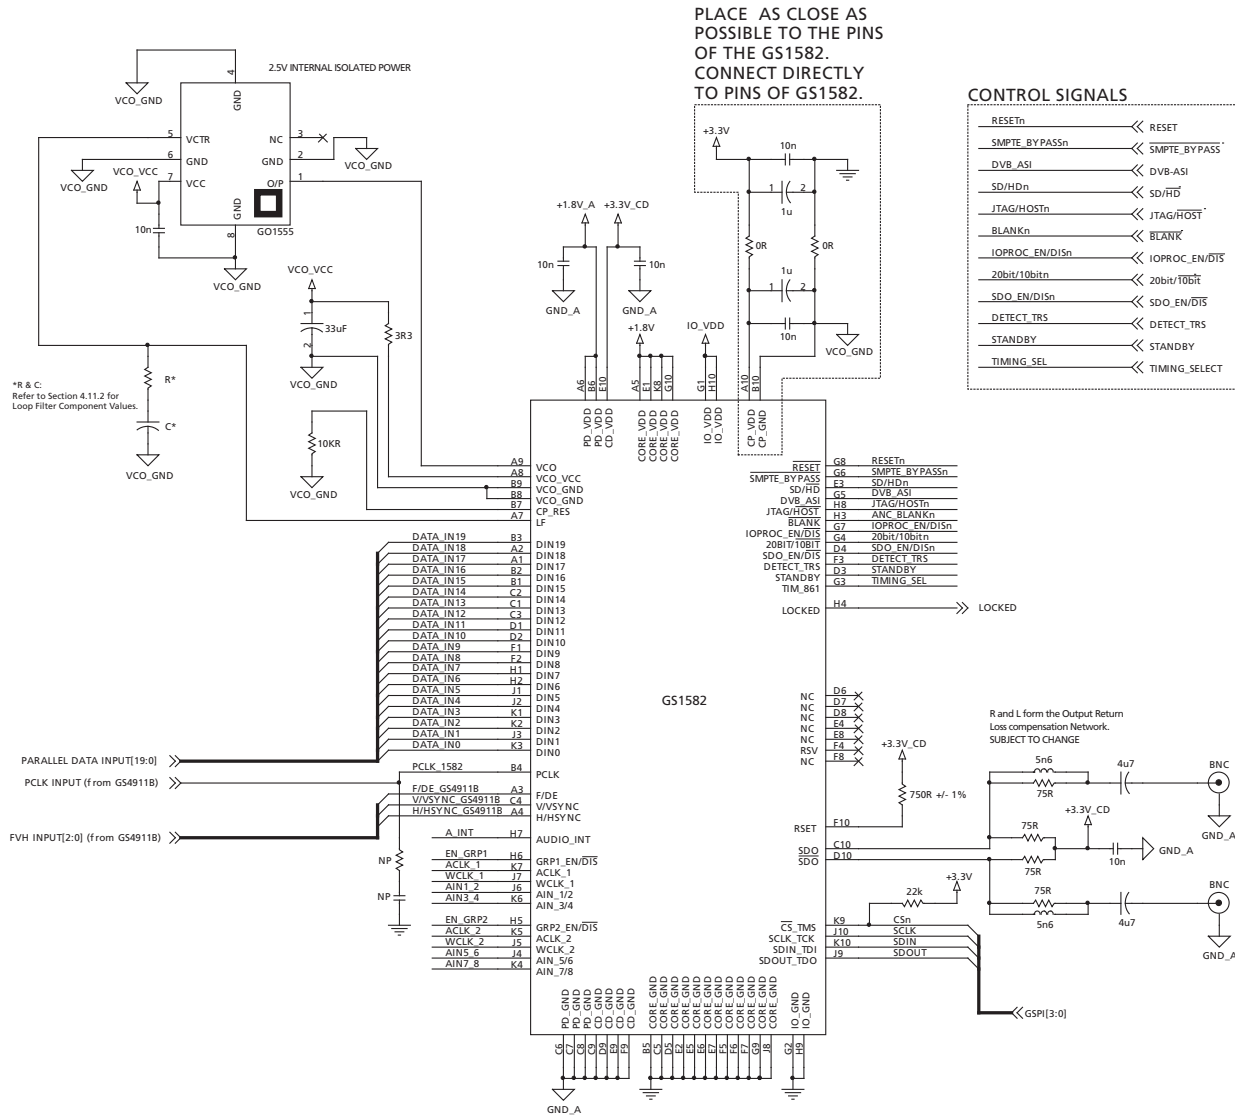 PLACE AS CLOSE AS
POSSIBLE TO THE PINS
OF THE GS1582.
CONNECT DIRECTLY
TO PINS OF GS1582.
2.5V INTERNAL ISOLATED POWER
VCO_GND
4
GND
5
VCTR
NC
3
6
GND
GND
2
VCO_GND
VCO_GND
VCO_VCC
7
VCC
O/P
1
GND
8
GO1555
10n
VCO_GND
+3.3V
10n
1
2
1u
0R
0R
1u
1
2
10n
VCO_GND
CONTROL SIGNALS
RESETn
RESET
SMPTE_BYPASSn
SMPTE_BYPASS
DVB_ASI
DVB-ASI
SD/HDn
SD/HD
JTAG/HOSTn
JTAG/HOST
BLANKn
BLANK
IOPROC_EN/DISn
IOPROC_EN/DIS
20bit/10bitn
20bit/10bit
SDO_EN/DISn
SDO_EN/DIS
DETECT_TRS
DETECT_TRS
STANDBY
STANDBY
TIMING_SEL
TIMING_SELECT
+1.8V_A
+3.3V_CD
10n
10n
GND_A
GND_A
+1.8V
IO_VDD
VCO_VCC
1
33uF
2
3R3
VCO_GND
10KR
VCO_GND
*R & C:
Refer to Section 4.11.2 for
Loop Filter Component Values.
R*
C*
VCO_GND
A6
B6
E10
A5
E1
K8
G10
G1
H10
A10
B10
PD_VDD
PD_VDD
CD_VDD
CORE_VDD
CORE_VDD
CORE_VDD
CORE_VDD
IO_VDD
IO_VDD
CP_VDD
CP_GND
A9 VCO
A8 VCO_VCC
B9 VCO_GND
B8 VCO_GND
B7 CP_RES
A7 LF
DATA_IN19 B3 DIN19
DATA_IN18 A2 DIN18
DATA_IN17 A1 DIN17
DATA_IN16 B2 DIN16
DATA_IN15 B1 DIN15
DATA_IN14 C2 DIN14
DATA_IN13 C1 DIN13
DATA_IN12 C3 DIN12
DATA_IN11 D1 DIN11
DATA_IN10 D2 DIN10
DATA_IN9 F1 DIN9
DATA_IN8 F2 DIN8
DATA_IN7 H1 DIN7
DATA_IN6 H2 DIN6
DATA_IN5 J1 DIN5
DATA_IN4 J2 DIN4
DATA_IN3 K1 DIN3
DATA_IN2 K2 DIN2
DATA_IN1 J3 DIN1
DATA_IN0 K3 DIN0
PARALLEL DATA INPUT[19:0]
PCLK INPUT (from GS4911B)
PCLK_1582 B4 PCLK
F/DE_GS4911B A3 F/DE
V/VSYNC_GS4911B C4 V/VSYNC
H/HSYNC_GS4911B A4 H/HSYNC
FVH INPUT[2:0] (from GS4911B)
A_INT H7 AUDIO_INT
NP
NP
EN_GRP1 H6 GRP1_EN/DIS
ACLK_1 K7 ACLK_1
WCLK_1 J7 WCLK_1
AIN1_2 J6 AIN_1/2
AIN3_4 K6 AIN_3/4
EN_GRP2 H5 GRP2_EN/DIS
ACLK_2 K5 ACLK_2
WCLK_2 J5 WCLK_2
AIN5_6 J4 AIN_5/6
AIN7_8 K4 AIN_7/8
GS1582
RESET G8 RESETn
SMPTE_BYPASS G6 SMPTE_BYPASSn
SD/HD E3 SD/HDn
DVB_ASI G5 DVB_ASI
JTAG/HOST H8 JTAG/HOSTn
BLANK H3 ANC_BLANKn
IOPROC_EN/DIS G7 IOPROC_EN/DISn
20BIT/10BIT G4 20bit/10bitn
SDO_EN/DIS D4 SDO_EN/DISn
DETECT_TRS F3 DETECT_TRS
STANDBY D3 STANDBY
TIM_861 G3 TIMING_SEL
LOCKED H4 LOCKED
NC D6
NC D7
NC D8
NC E4
NC E8
RSV F4
NC F8
+3.3V_CD
750R +/- 1%
RSET F10
SDO C10
SDO D10
R and L form the Output Return
Loss compensation Network.
SUBJECT TO CHANGE
5n6
75R
4u7
BNC
GND_A
+3.3V_CD
75R
75R
10n
GND_A
75R
5n6
4u7
BNC
GND_A
+3.3V
22k
CS_TMS K9 CSn
SCLK_TCK J10 SCLK
SDIN_TDI K10 SDIN
SDOUT_TDO J9 SDOUT
GSPI[3:0]
PD_GND
PD_GND
PD_GND
CD_GND
CD_GND
CD_GND
CD_GND
CORE_GND
CORE_GND
CORE_GND
CORE_GND
CORE_GND
CORE_GND
CORE_GND
CORE_GND
CORE_GND
CORE_GND
CORE_GND
CORE_GND
IO_GND
IO_GND
C6
C7
C8
C9
D9
E9
F9
B5
C5
D5
E2
E5
E6
E7
F5
F6
F7
G9
J8
G2
H9
GND_A